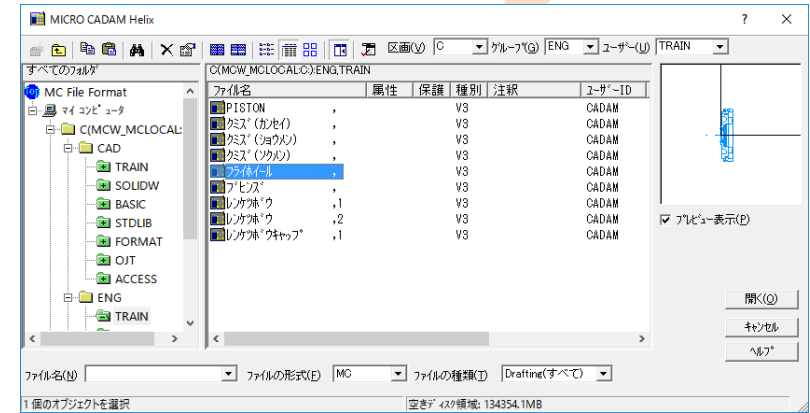 MICRO CADAM Helix
? ×
区画(V) C グループ(G) ENG ユーザー(U) TRAIN
すべてのフォルダ C(MCW_MCLOCAL:C):ENG,TRAIN
MC File Format
マイ コンピュータ
C(MCW_MCLOCAL:
CAD
TRAIN
SOLIDW
BASIC
STDLIB
FORMAT
OJT
ACCESS
ENG
TRAIN
ファイル名 属性 保護 種別 注釈 ユーザーID
PISTON , V3 CADAM
クミズ(カンセイ) , V3 CADAM
クミズ(ショウメン) , V3 CADAM
クミズ(ソクメン) , V3 CADAM
フライホイール , V3 CADAM
ブヒンズ , V3 CADAM
レンケツボウ ,1 V3 CADAM
レンケツボウ ,2 V3 CADAM
レンケツボウキャップ ,1 V3 CADAM
プレビュー表示(P)
開く(O)
キャンセル
ヘルプ
ファイル名(N) ファイルの形式(F) MC ファイルの種類(T) Drafting(すべて)
1 個のオブジェクトを選択 空きディスク領域: 134354.1MB